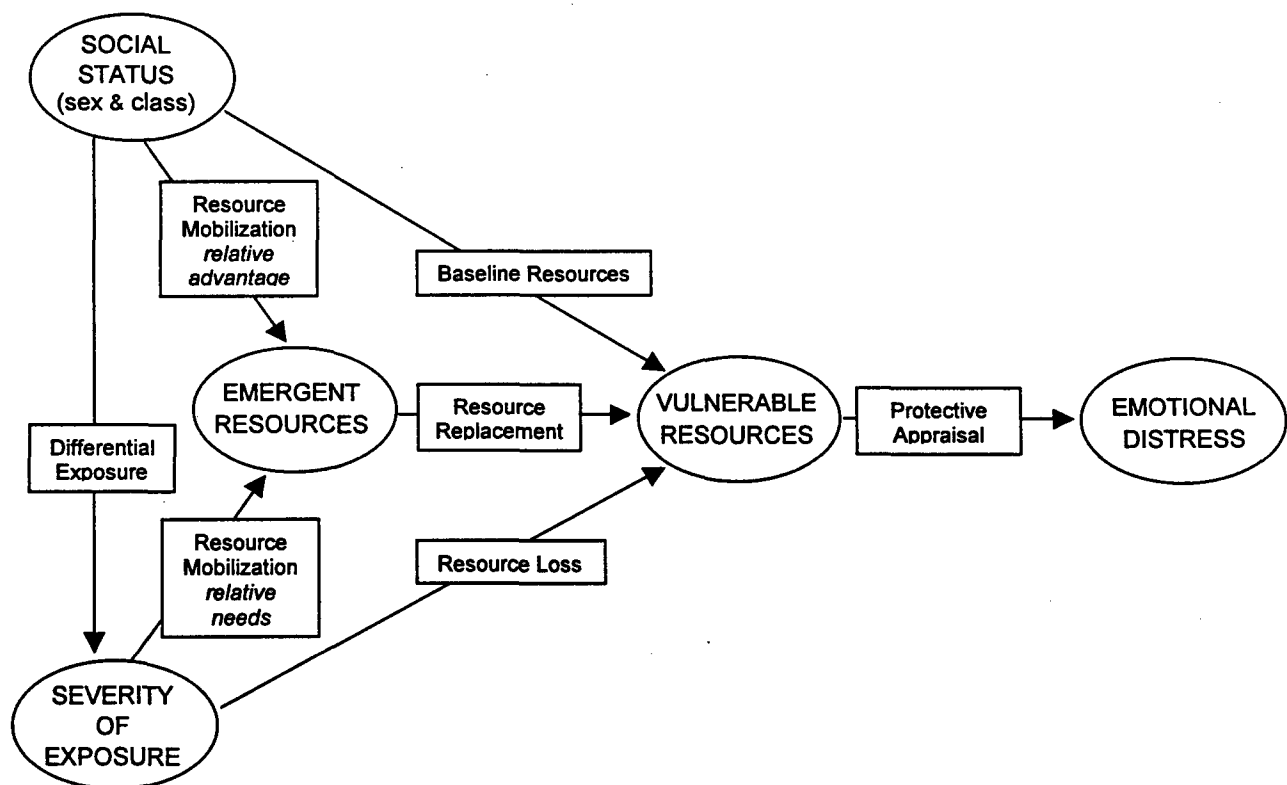 SOCIAL
STATUS
(sex & class)
Resource
Mobilization
relative
advantage
Baseline Resources
EMERGENT
RESOURCES
Resource
Replacement
VULNERABLE
RESOURCES
Protective
Appraisal
EMOTIONAL
DISTRESS
Differential
Exposure
Resource
Mobilization
relative
needs
Resource Loss
SEVERITY
OF
EXPOSURE